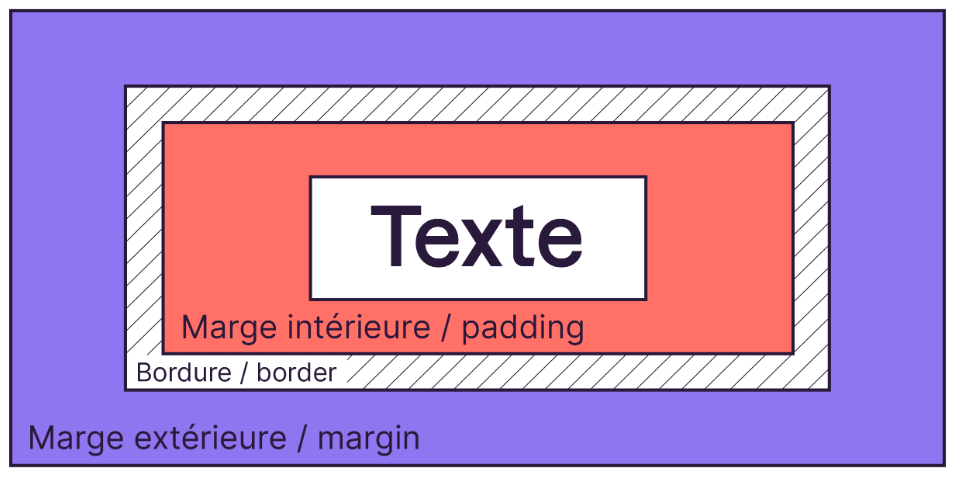 Texte
Marge intérieure / padding
Bordure / border
Marge extérieure / margin